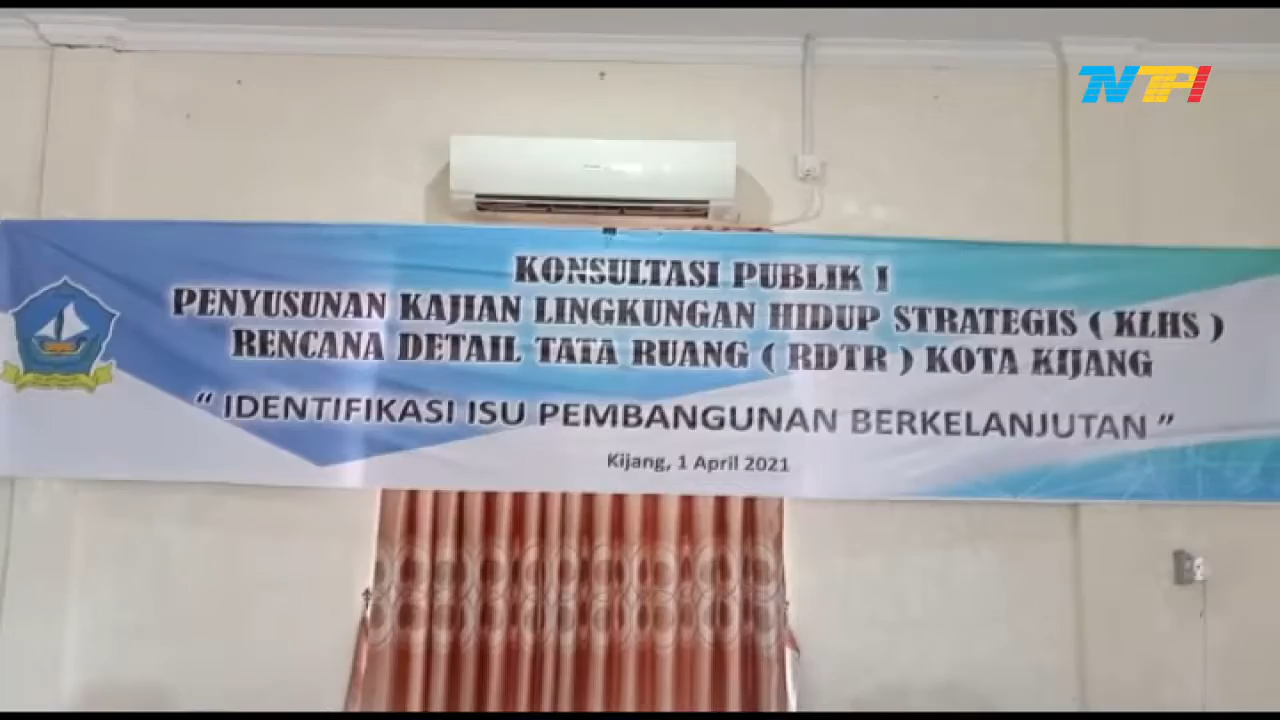 NTPI
KONSULTASI PUBLIK I
PENYUSUNAN KAJIAN LINGKUNGAN HIDUP STRATEGIS ( KLHS )
RENCANA DETAIL TATA RUANG ( RDTR ) KOTA KIJANG
“ IDENTIFIKASI ISU PEMBANGUNAN BERKELANJUTAN ”
Kijang, 1 April 2021